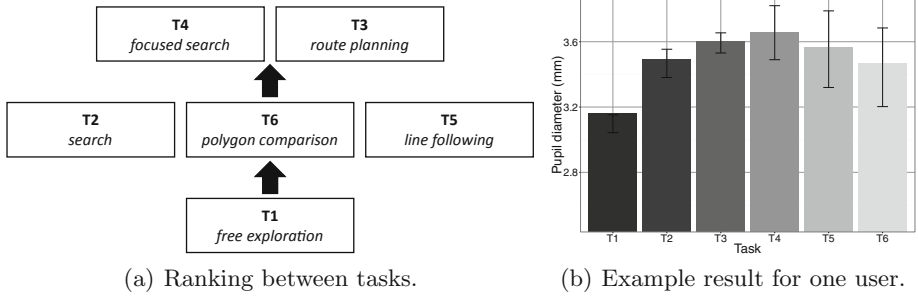 T4
focused search
T3
route planning
T2
search
T6
polygon comparison
T5
line following
T1
free exploration
(a) Ranking between tasks.
Pupil diameter (mm)
3.6
3.2
2.8
T1 T2 T3 T4 T5 T6
Task
(b) Example result for one user.